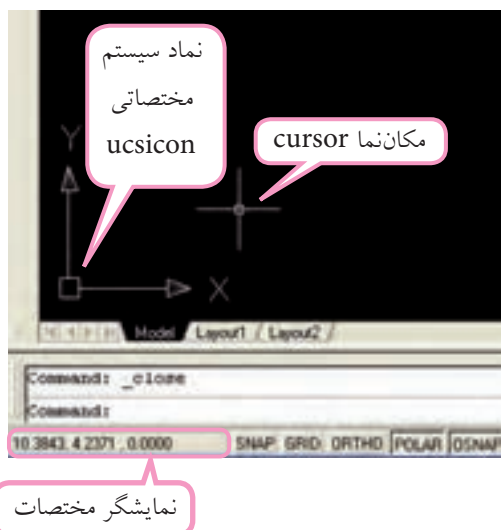 نماد سیستم
مختصاتی
ucsicon
مکان‌نما cursor
Y
X
Model / Layout1 / Layout2 /
Command: _close
Command:
10.3843, 4.2371 , 0.0000 SNAP GRID ORTHO POLAR OSNAP
نمایشگر مختصات